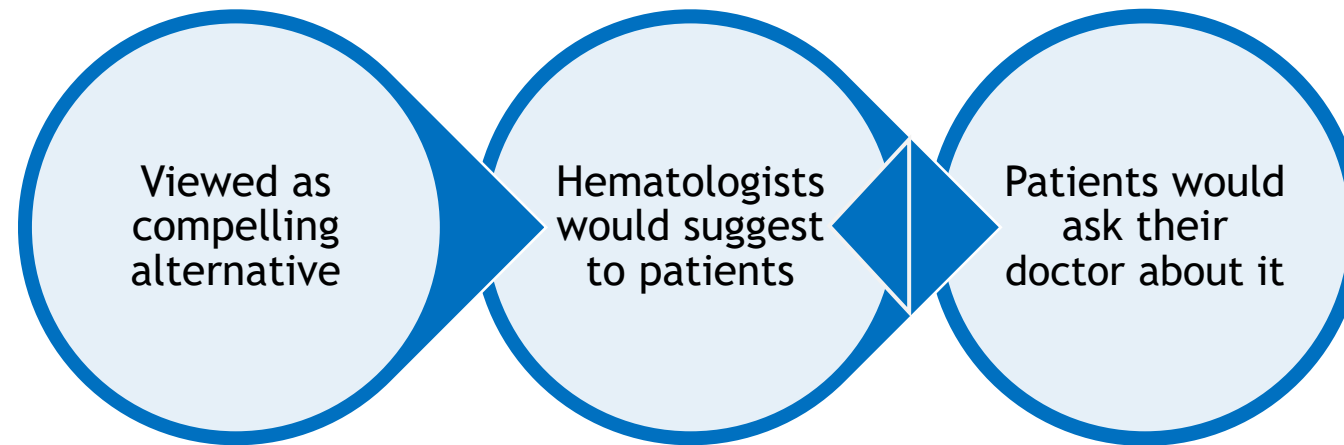 Viewed as
compelling
alternative
Hematologists
would suggest
to patients
Patients would
ask their
doctor about it